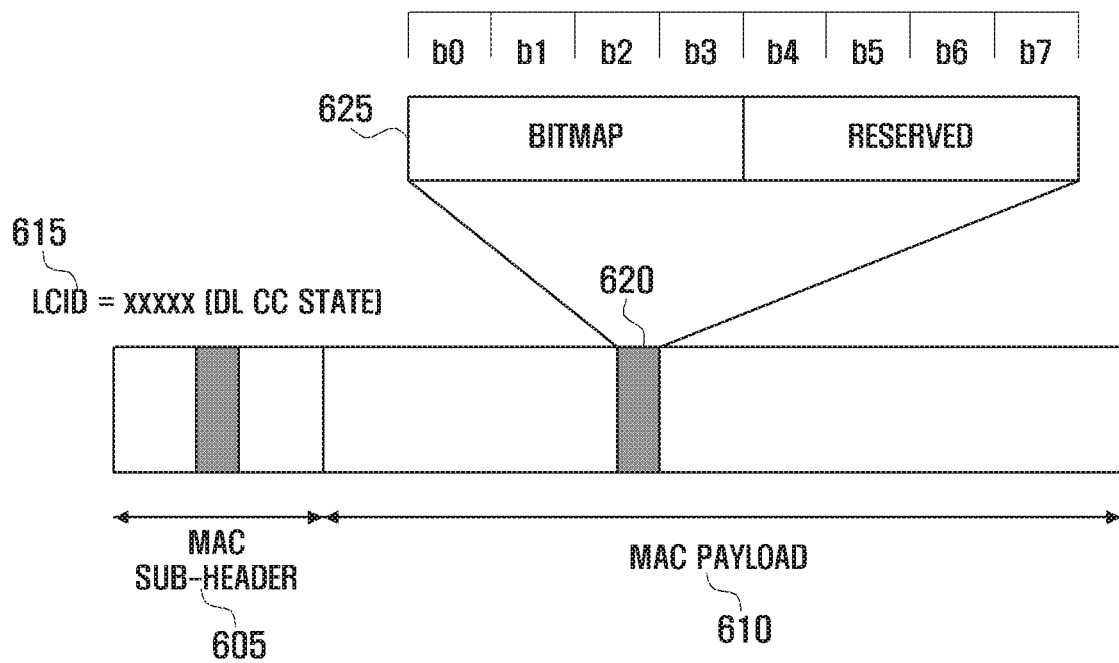 b0 b1 b2 b3 b4 b5 b6 b7
625
BITMAP RESERVED
615
LCID = xxxxx (DL CC STATE)
620
MAC
SUB-HEADER
605
MAC PAYLOAD
610